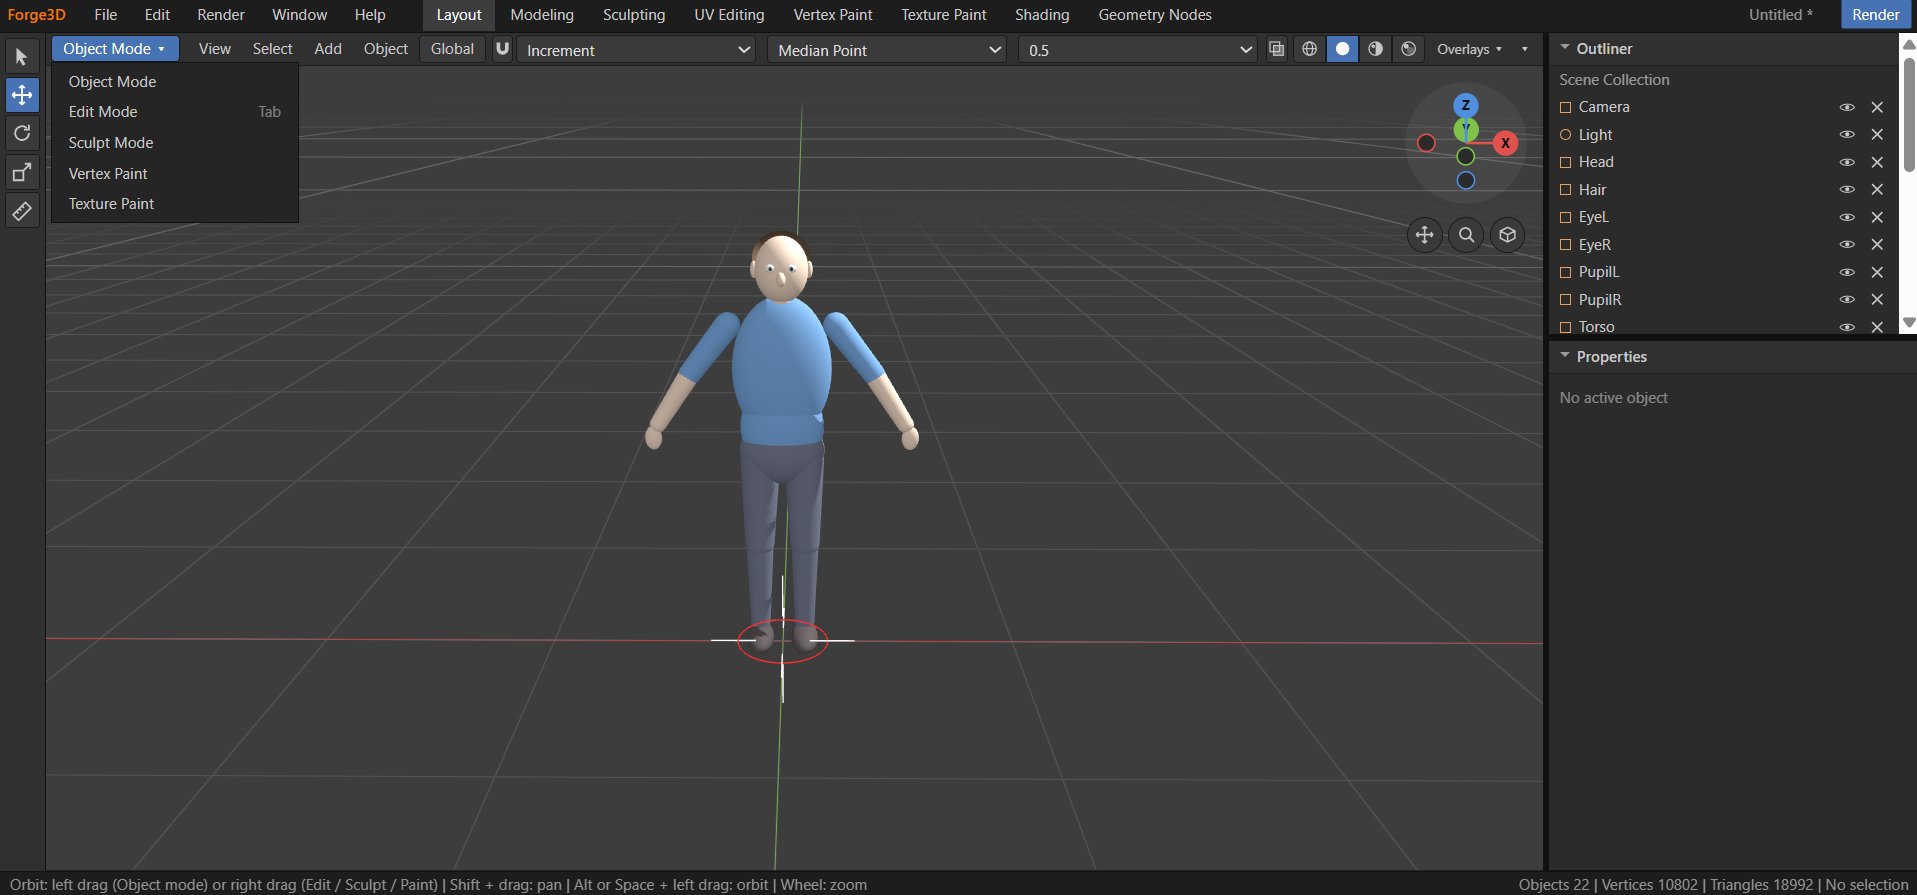 Forge3D File Edit Render Window Help Layout Modeling Sculpting UV Editing Vertex Paint Texture Paint Shading Geometry Nodes Untitled * Render
Object Mode View Select Add Object Global Increment Median Point 0.5 Overlays
Object Mode
Edit Mode Tab
Sculpt Mode
Vertex Paint
Texture Paint
Z
Y
X
Outliner
Scene Collection
Camera
Light
Head
Hair
EyeL
EyeR
PupilL
PupilR
Torso
Properties
No active object
Orbit: left drag (Object mode) or right drag (Edit / Sculpt / Paint) | Shift + drag: pan | Alt or Space + left drag: orbit | Wheel: zoom
Objects 22 | Vertices 10802 | Triangles 18992 | No selection